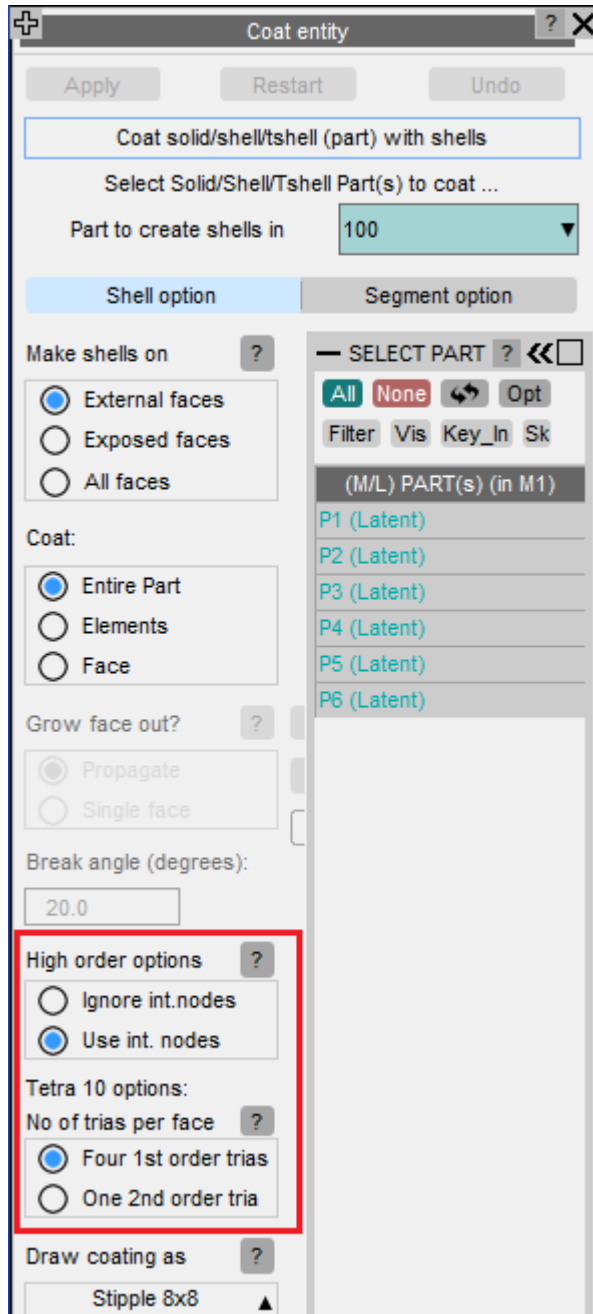 Coat entity ?
Apply Restart Undo
Coat solid/shell/tshell (part) with shells
Select Solid/Shell/Tshell Part(s) to coat ...
Part to create shells in 100
Shell option Segment option
Make shells on ?
External faces
Exposed faces
All faces
Coat:
Entire Part
Elements
Face
Grow face out? ?
Propagate
Single face
Break angle (degrees):
20.0
High order options ?
Ignore int.nodes
Use int. nodes
Tetra 10 options:
No of trias per face ?
Four 1st order trias
One 2nd order tria
Draw coating as ?
Stipple 8x8
SELECT PART ?
All None Opt
Filter Vis Key_In Sk
(M/L) PART(s) (in M1)
P1 (Latent)
P2 (Latent)
P3 (Latent)
P4 (Latent)
P5 (Latent)
P6 (Latent)